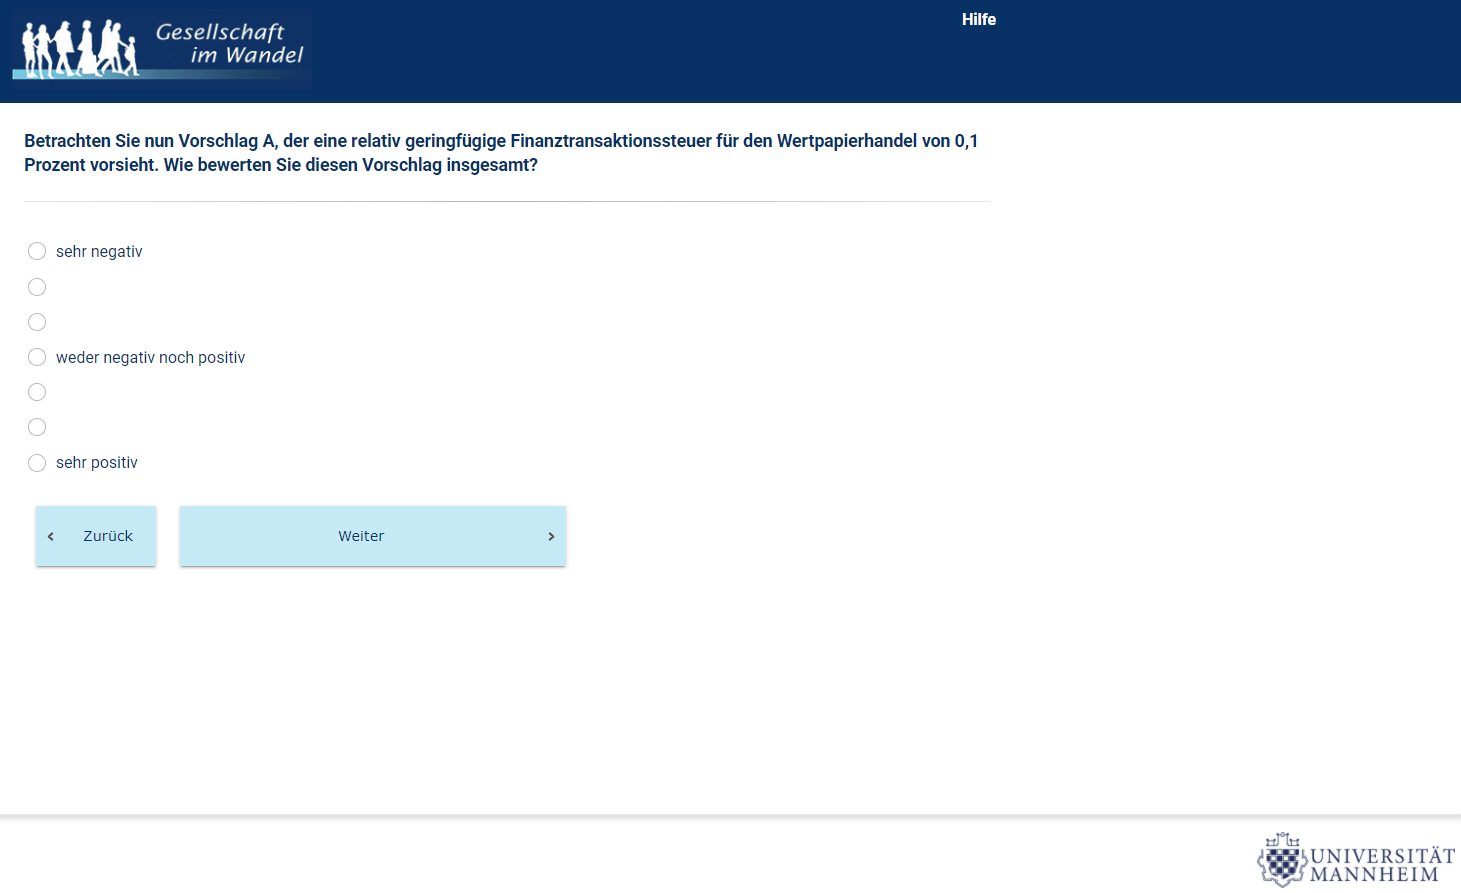 Gesellschaft
im Wandel
Hilfe
Betrachten Sie nun Vorschlag A, der eine relativ geringfügige Finanztransaktionssteuer für den Wertpapierhandel von 0,1
Prozent vorsieht. Wie bewerten Sie diesen Vorschlag insgesamt?
sehr negativ
weder negativ noch positiv
sehr positiv
‹ Zurück
Weiter ›
UNIVERSITÄT
MANNHEIM